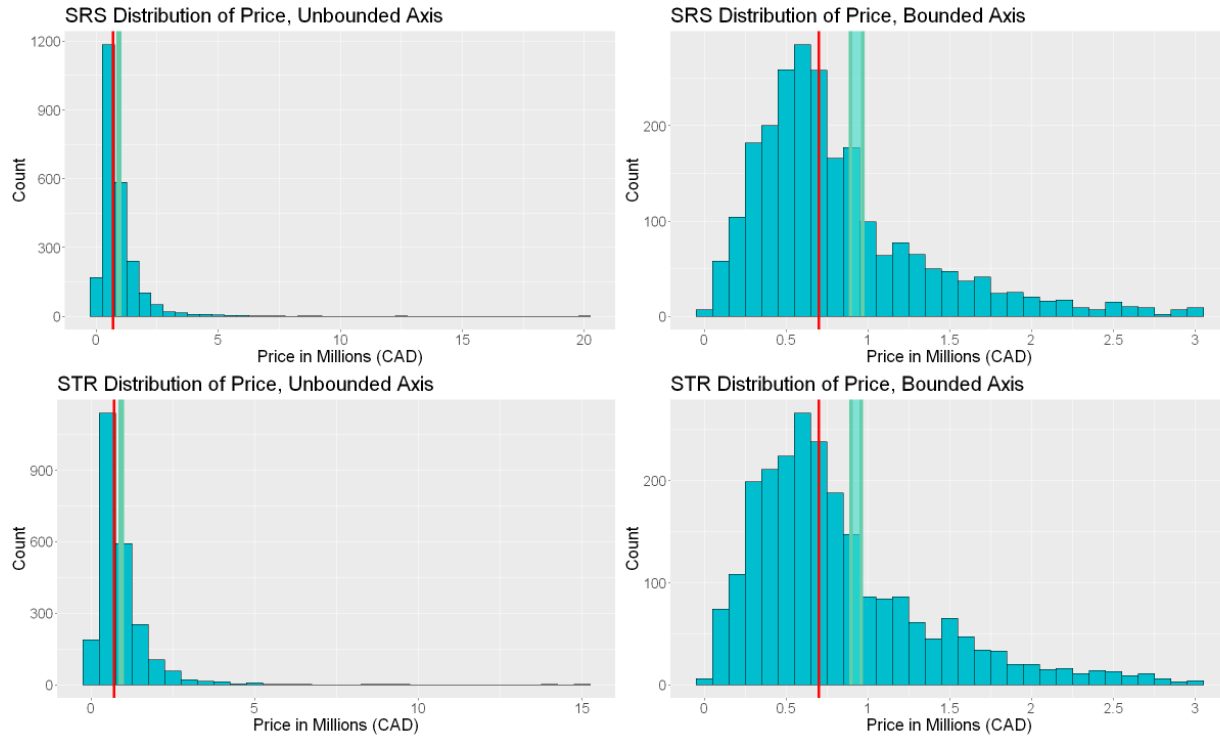 SRS Distribution of Price, Unbounded Axis
1200
900
600
300
0
Count
0 5 10 15 20
Price in Millions (CAD)
SRS Distribution of Price, Bounded Axis
200
100
0
Count
0 0.5 1 1.5 2 2.5 3
Price in Millions (CAD)
STR Distribution of Price, Unbounded Axis
900
600
300
0
Count
0 5 10 15
Price in Millions (CAD)
STR Distribution of Price, Bounded Axis
200
100
0
Count
0 0.5 1 1.5 2 2.5 3
Price in Millions (CAD)